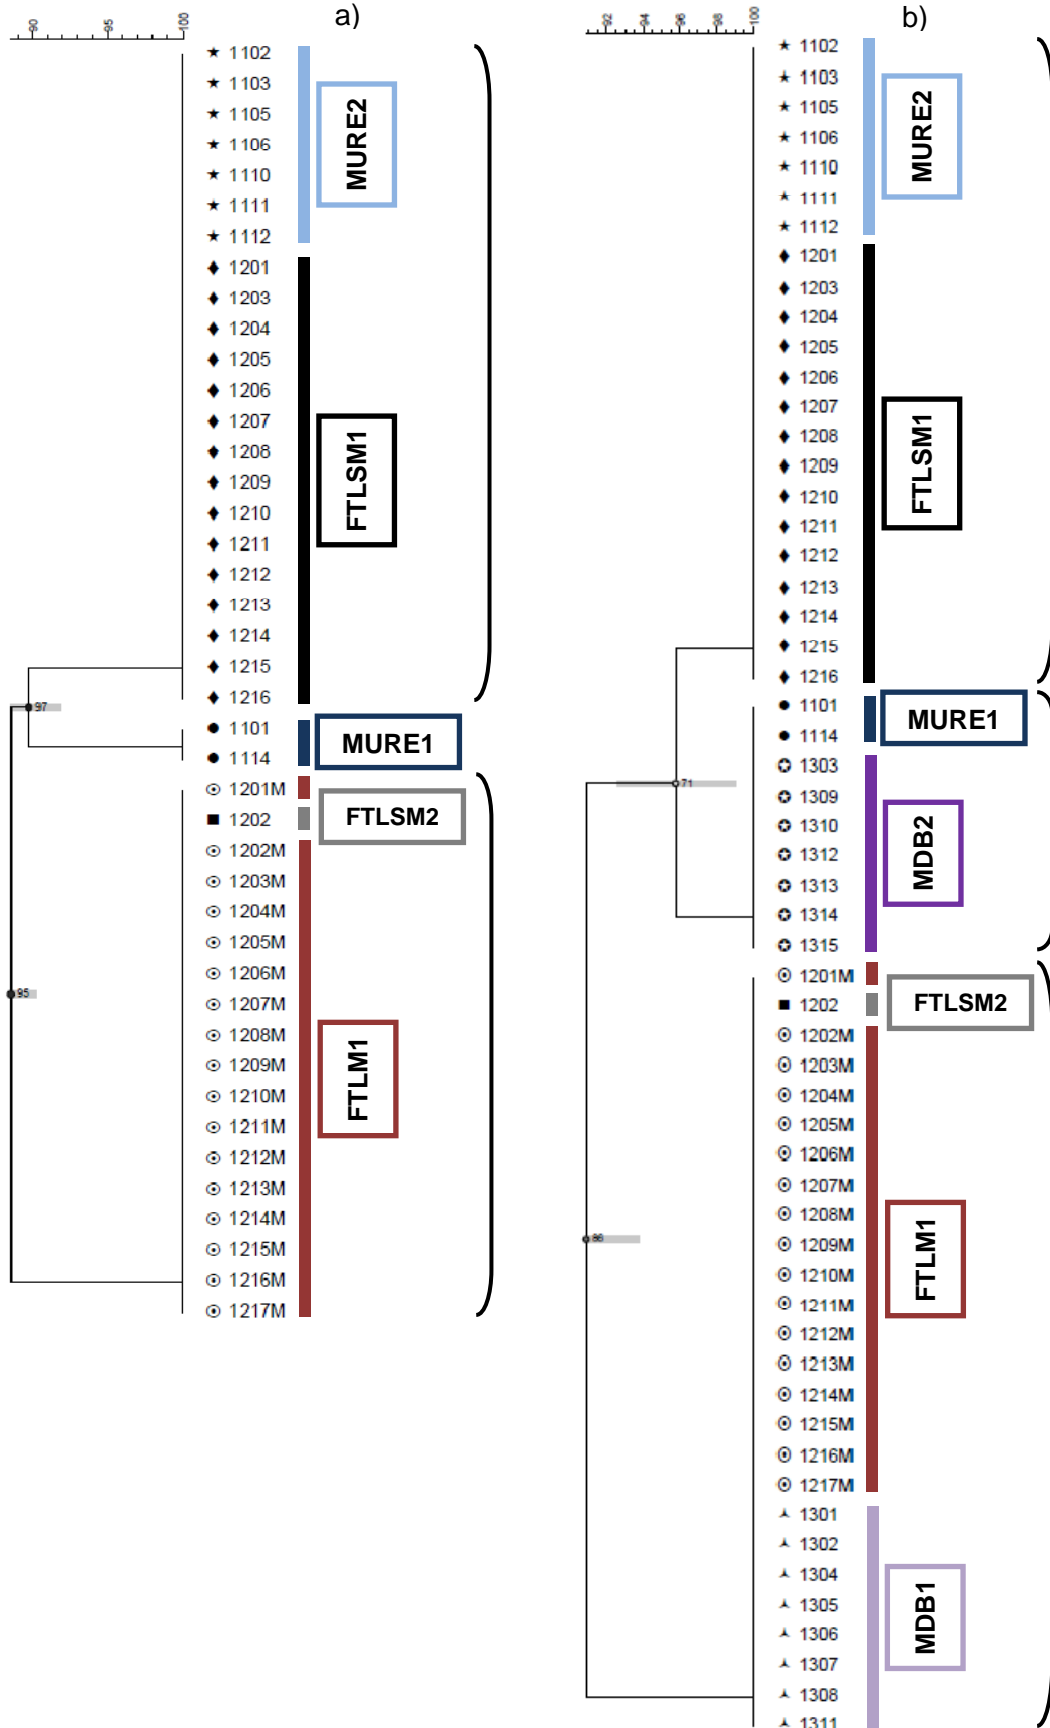 a)
90 95 100
1102
1103
1105
1106
1110
1111
1112
MURE2
1201
1203
1204
1205
1206
1207
1208
1209
1210
1211
1212
1213
1214
1215
1216
FTLSM1
97
1101
1114
MURE1
1201M
1202
FTLSM2
1202M
1203M
1204M
1205M
1206M
1207M
1208M
1209M
1210M
1211M
1212M
1213M
1214M
1215M
1216M
1217M
FTLM1
95
b)
92 94 96 98 100
1102
1103
1105
1106
1110
1111
1112
MURE2
1201
1203
1204
1205
1206
1207
1208
1209
1210
1211
1212
1213
1214
1215
1216
FTLSM1
1101
1114
MURE1
71
1303
1309
1310
1312
1313
1314
1315
MDB2
1201M
1202
FTLSM2
1202M
1203M
1204M
1205M
1206M
1207M
1208M
1209M
1210M
1211M
1212M
1213M
1214M
1215M
1216M
1217M
FTLM1
86
1301
1302
1304
1305
1306
1307
1308
1311
MDB1